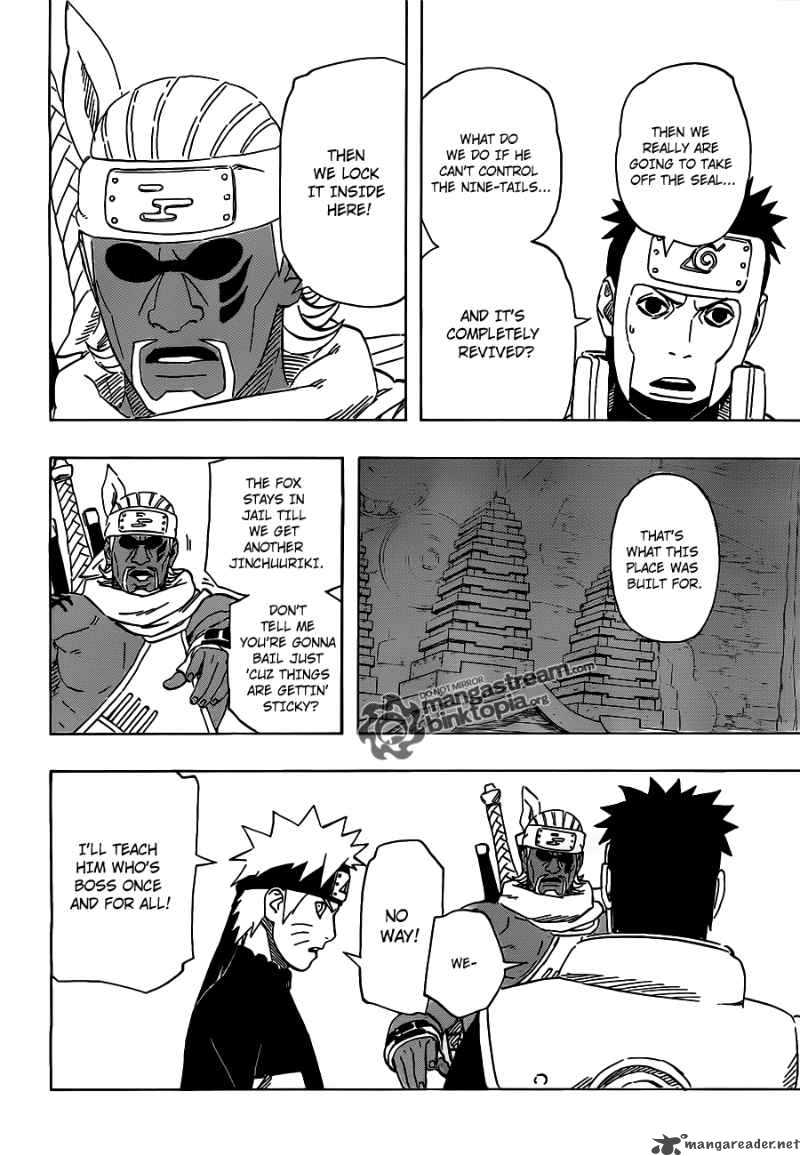 THEN WE
REALLY ARE
GOING TO TAKE
OFF THE SEAL...
WHAT DO
WE DO IF HE
CAN'T CONTROL
THE NINE-TAILS...
AND IT'S
COMPLETELY
REVIVED?
THEN
WE LOCK
IT INSIDE
HERE!
THAT'S
WHAT THIS
PLACE WAS
BUILT FOR.
THE FOX
STAYS IN
JAIL TILL
WE GET
ANOTHER
JINCHUURIKI.
DON'T
TELL ME
YOU'RE GONNA
BAIL JUST
'CUZ THINGS
ARE GETTIN'
STICKY?
DO NOT MIRROR
mangastream.com
binktopia.org
WE-
NO
WAY!
I'LL TEACH
HIM WHO'S
BOSS ONCE
AND FOR ALL!
mangareader.net